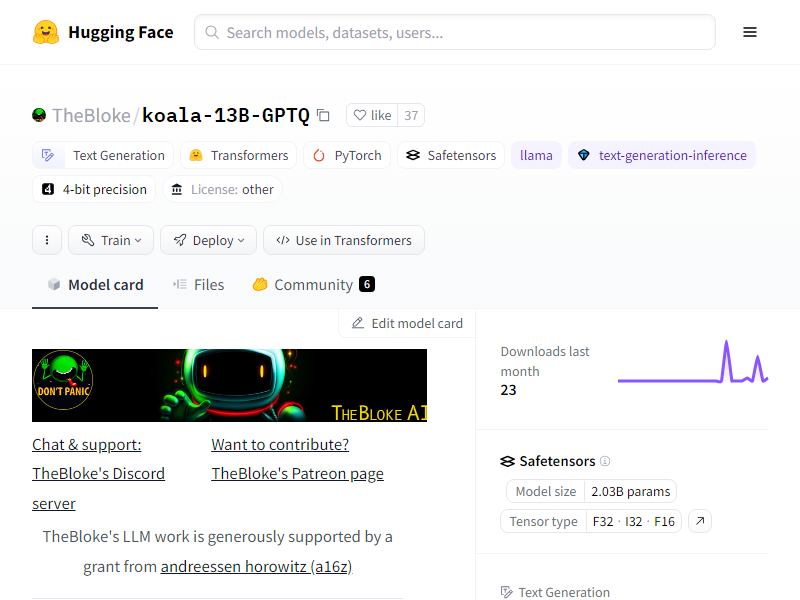 Hugging Face
Search models, datasets, users...
TheBloke/koala-13B-GPTQ
like 37
Text Generation Transformers PyTorch Safetensors llama text-generation-inference
4 4-bit precision License: other
Train Deploy </> Use in Transformers
Model card Files Community 6
Edit model card
DON'T PANIC
TheBloke AI
Chat & support: TheBloke's Discord server
Want to contribute? TheBloke's Patreon page
TheBloke's LLM work is generously supported by a
grant from andreessen horowitz (a16z)
Downloads last
month
23
Safetensors
Model size 2.03B params
Tensor type F32 · I32 · F16
Text Generation